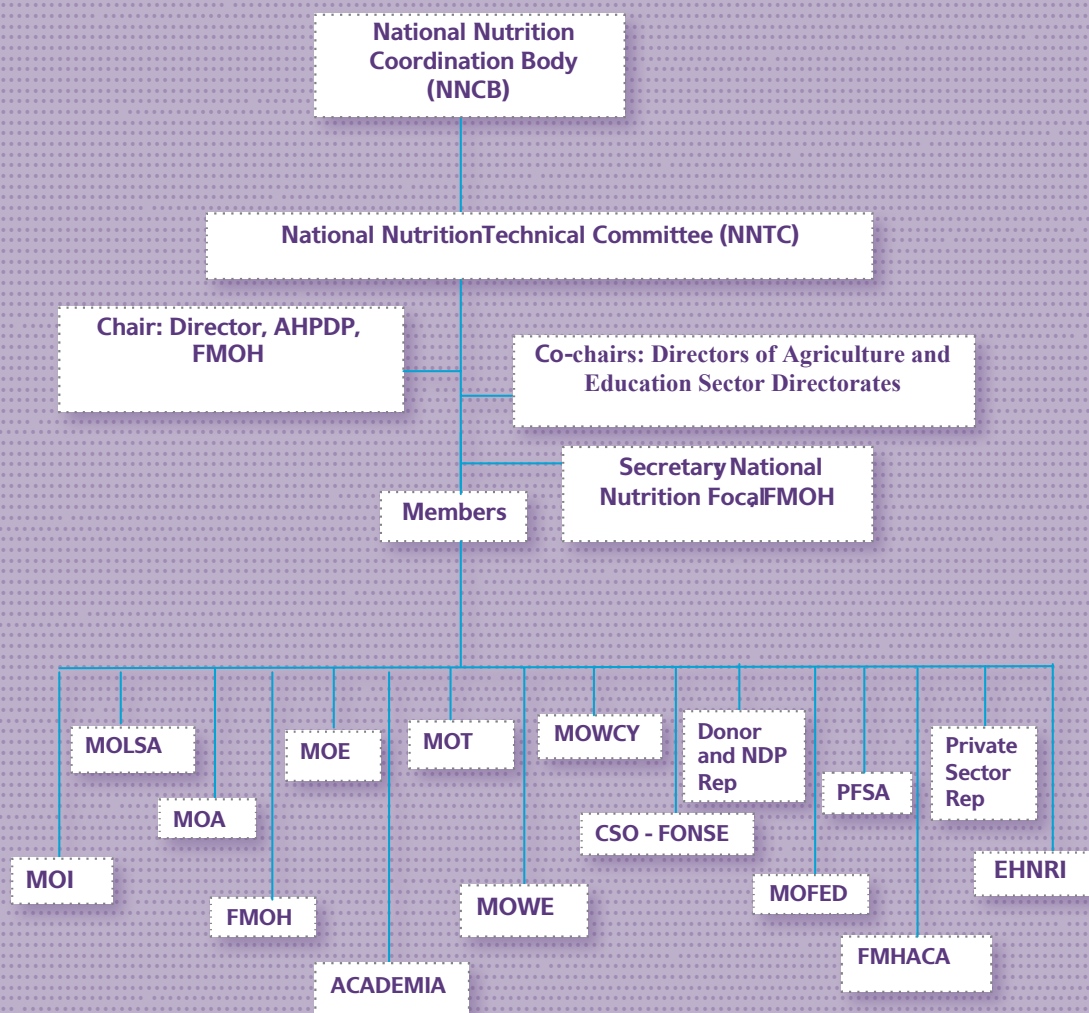 National Nutrition
Coordination Body
(NNCB)
National NutritionTechnical Committee (NNTC)
Chair: Director, AHPDP,
FMOH
Co-chairs: Directors of Agriculture and
Education Sector Directorates
Secretary, National
Nutrition Focal FMOH
Members
MOLSA
MOA
MOI
FMOH
MOE
ACADEMIA
MOT
MOWE
MOWCY
CSO - FONSE
Donor
and NDP
Rep
MOFED
PFSA
FMHACA
Private
Sector
Rep
EHNRI